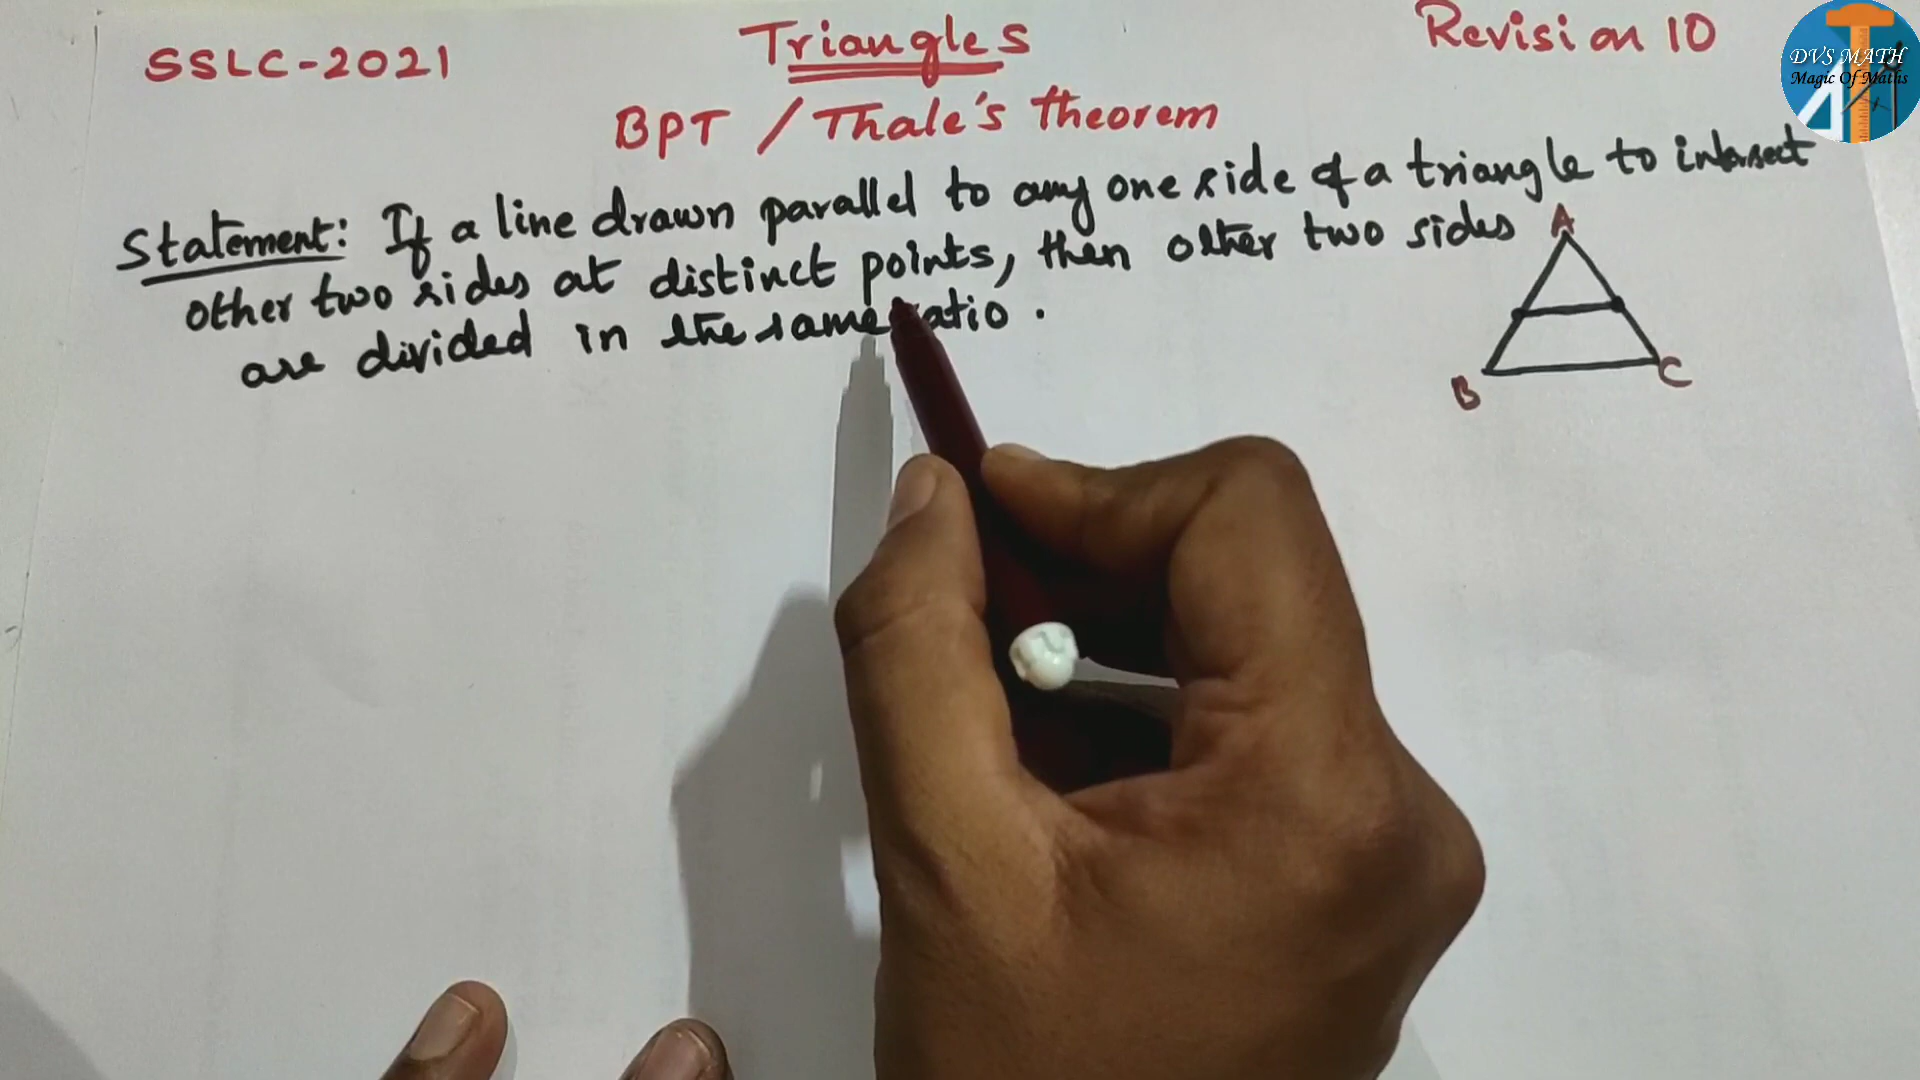 SSLC-2021
Triangles
Revision 10
DVS MATH
Magic Of Maths
BPT / Thale's theorem
Statement: If a line drawn parallel to any one side of a triangle to intersect
other two sides at distinct points, then other two sides
are divided in the same ratio.
A
B
C